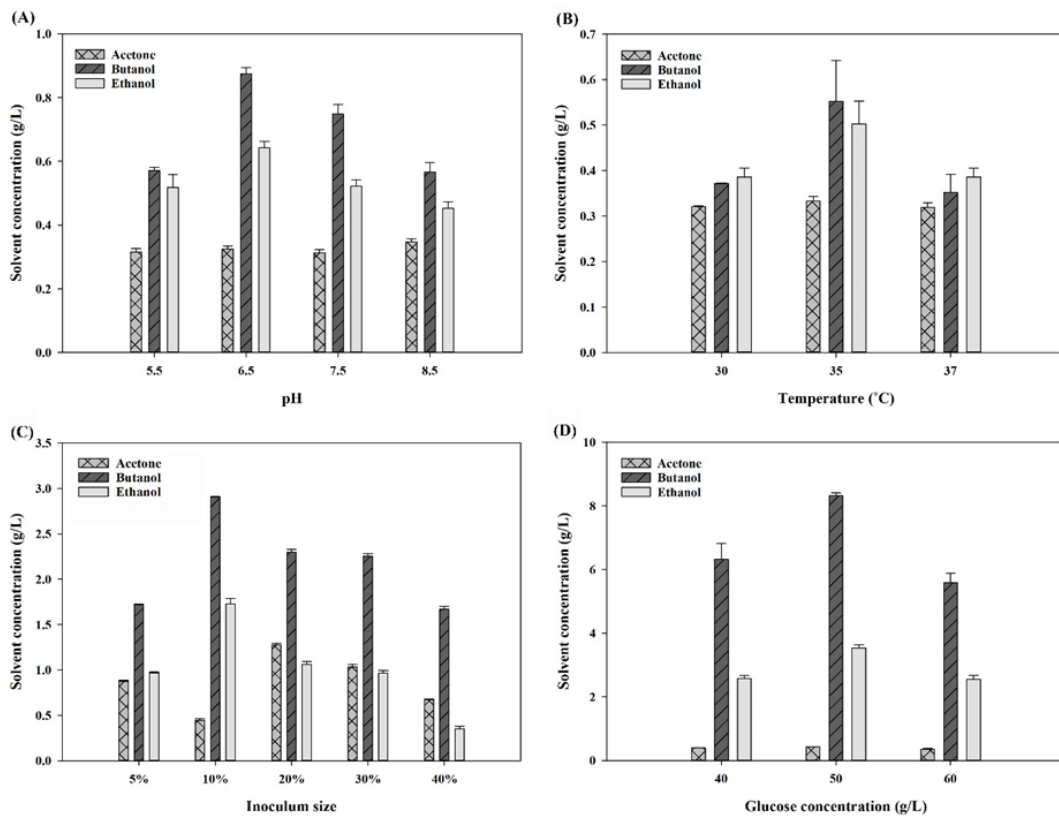 (A)
1.0
0.8
0.6
0.4
0.2
0.0
Solvent concentration (g/L)
Acetone
Butanol
Ethanol
5.5 6.5 7.5 8.5
pH
(B)
0.7
0.6
0.5
0.4
0.3
0.2
0.1
0.0
Solvent concentration (g/L)
Acetone
Butanol
Ethanol
30 35 37
Temperature (˚C)
(C)
3.5
3.0
2.5
2.0
1.5
1.0
0.5
0.0
Solvent concentration (g/L)
Acetone
Butanol
Ethanol
5% 10% 20% 30% 40%
Inoculum size
(D)
10
8
6
4
2
0
Solvent concentration (g/L)
Acetone
Butanol
Ethanol
40 50 60
Glucose concentration (g/L)